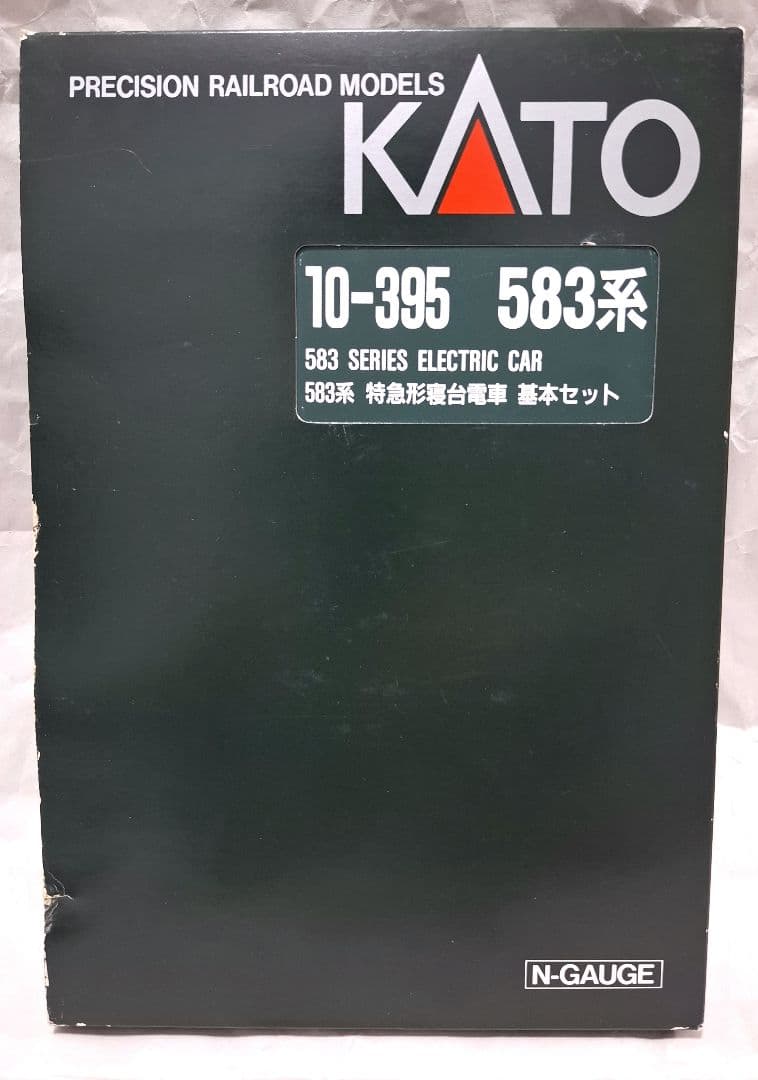 PRECISION RAILROAD MODELS
KATO
10-395 583系
583 SERIES ELECTRIC CAR
583系 特急形寝台電車 基本セット
N-GAUGE